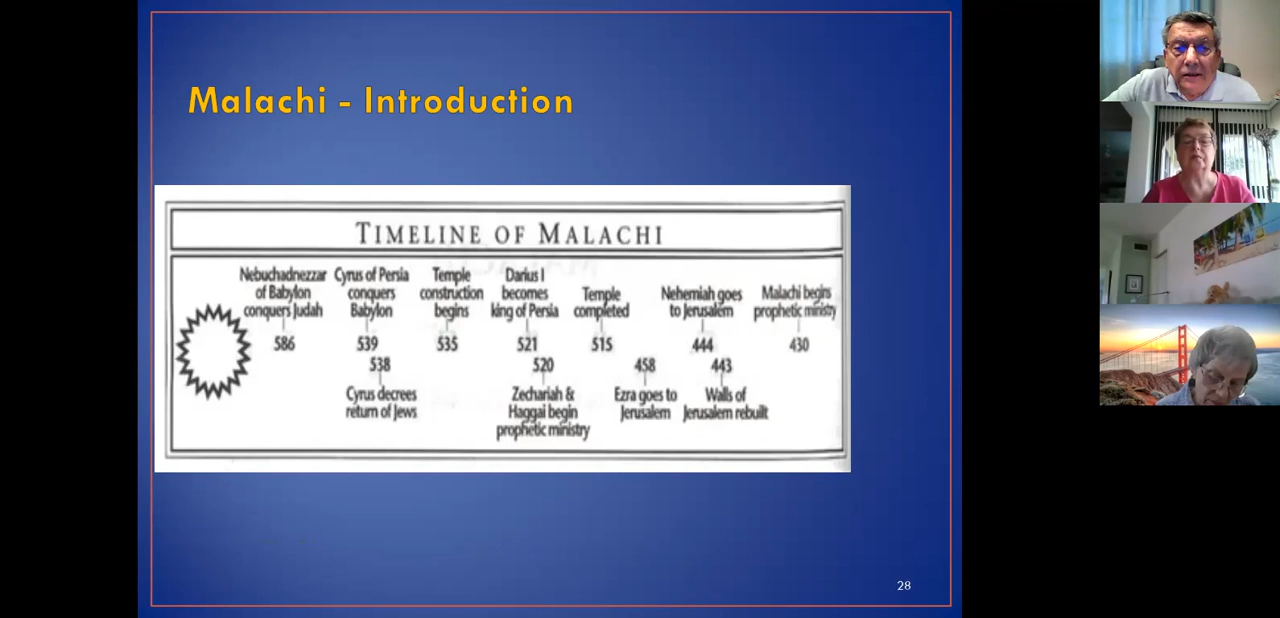 Malachi - Introduction
TIMELINE OF MALACHI
Nebuchadnezzar
of Babylon
conquers Judah
586
Cyrus of Persia
conquers
Babylon
539
538
Cyrus decrees
return of Jews
Temple
construction
begins
535
Darius I
becomes
king of Persia
521
520
Zechariah &
Haggai begin
prophetic ministry
Temple
completed
515
458
Ezra goes to
Jerusalem
Nehemiah goes
to Jerusalem
444
443
Walls of
Jerusalem rebuilt
Malachi begins
prophetic ministry
430
28